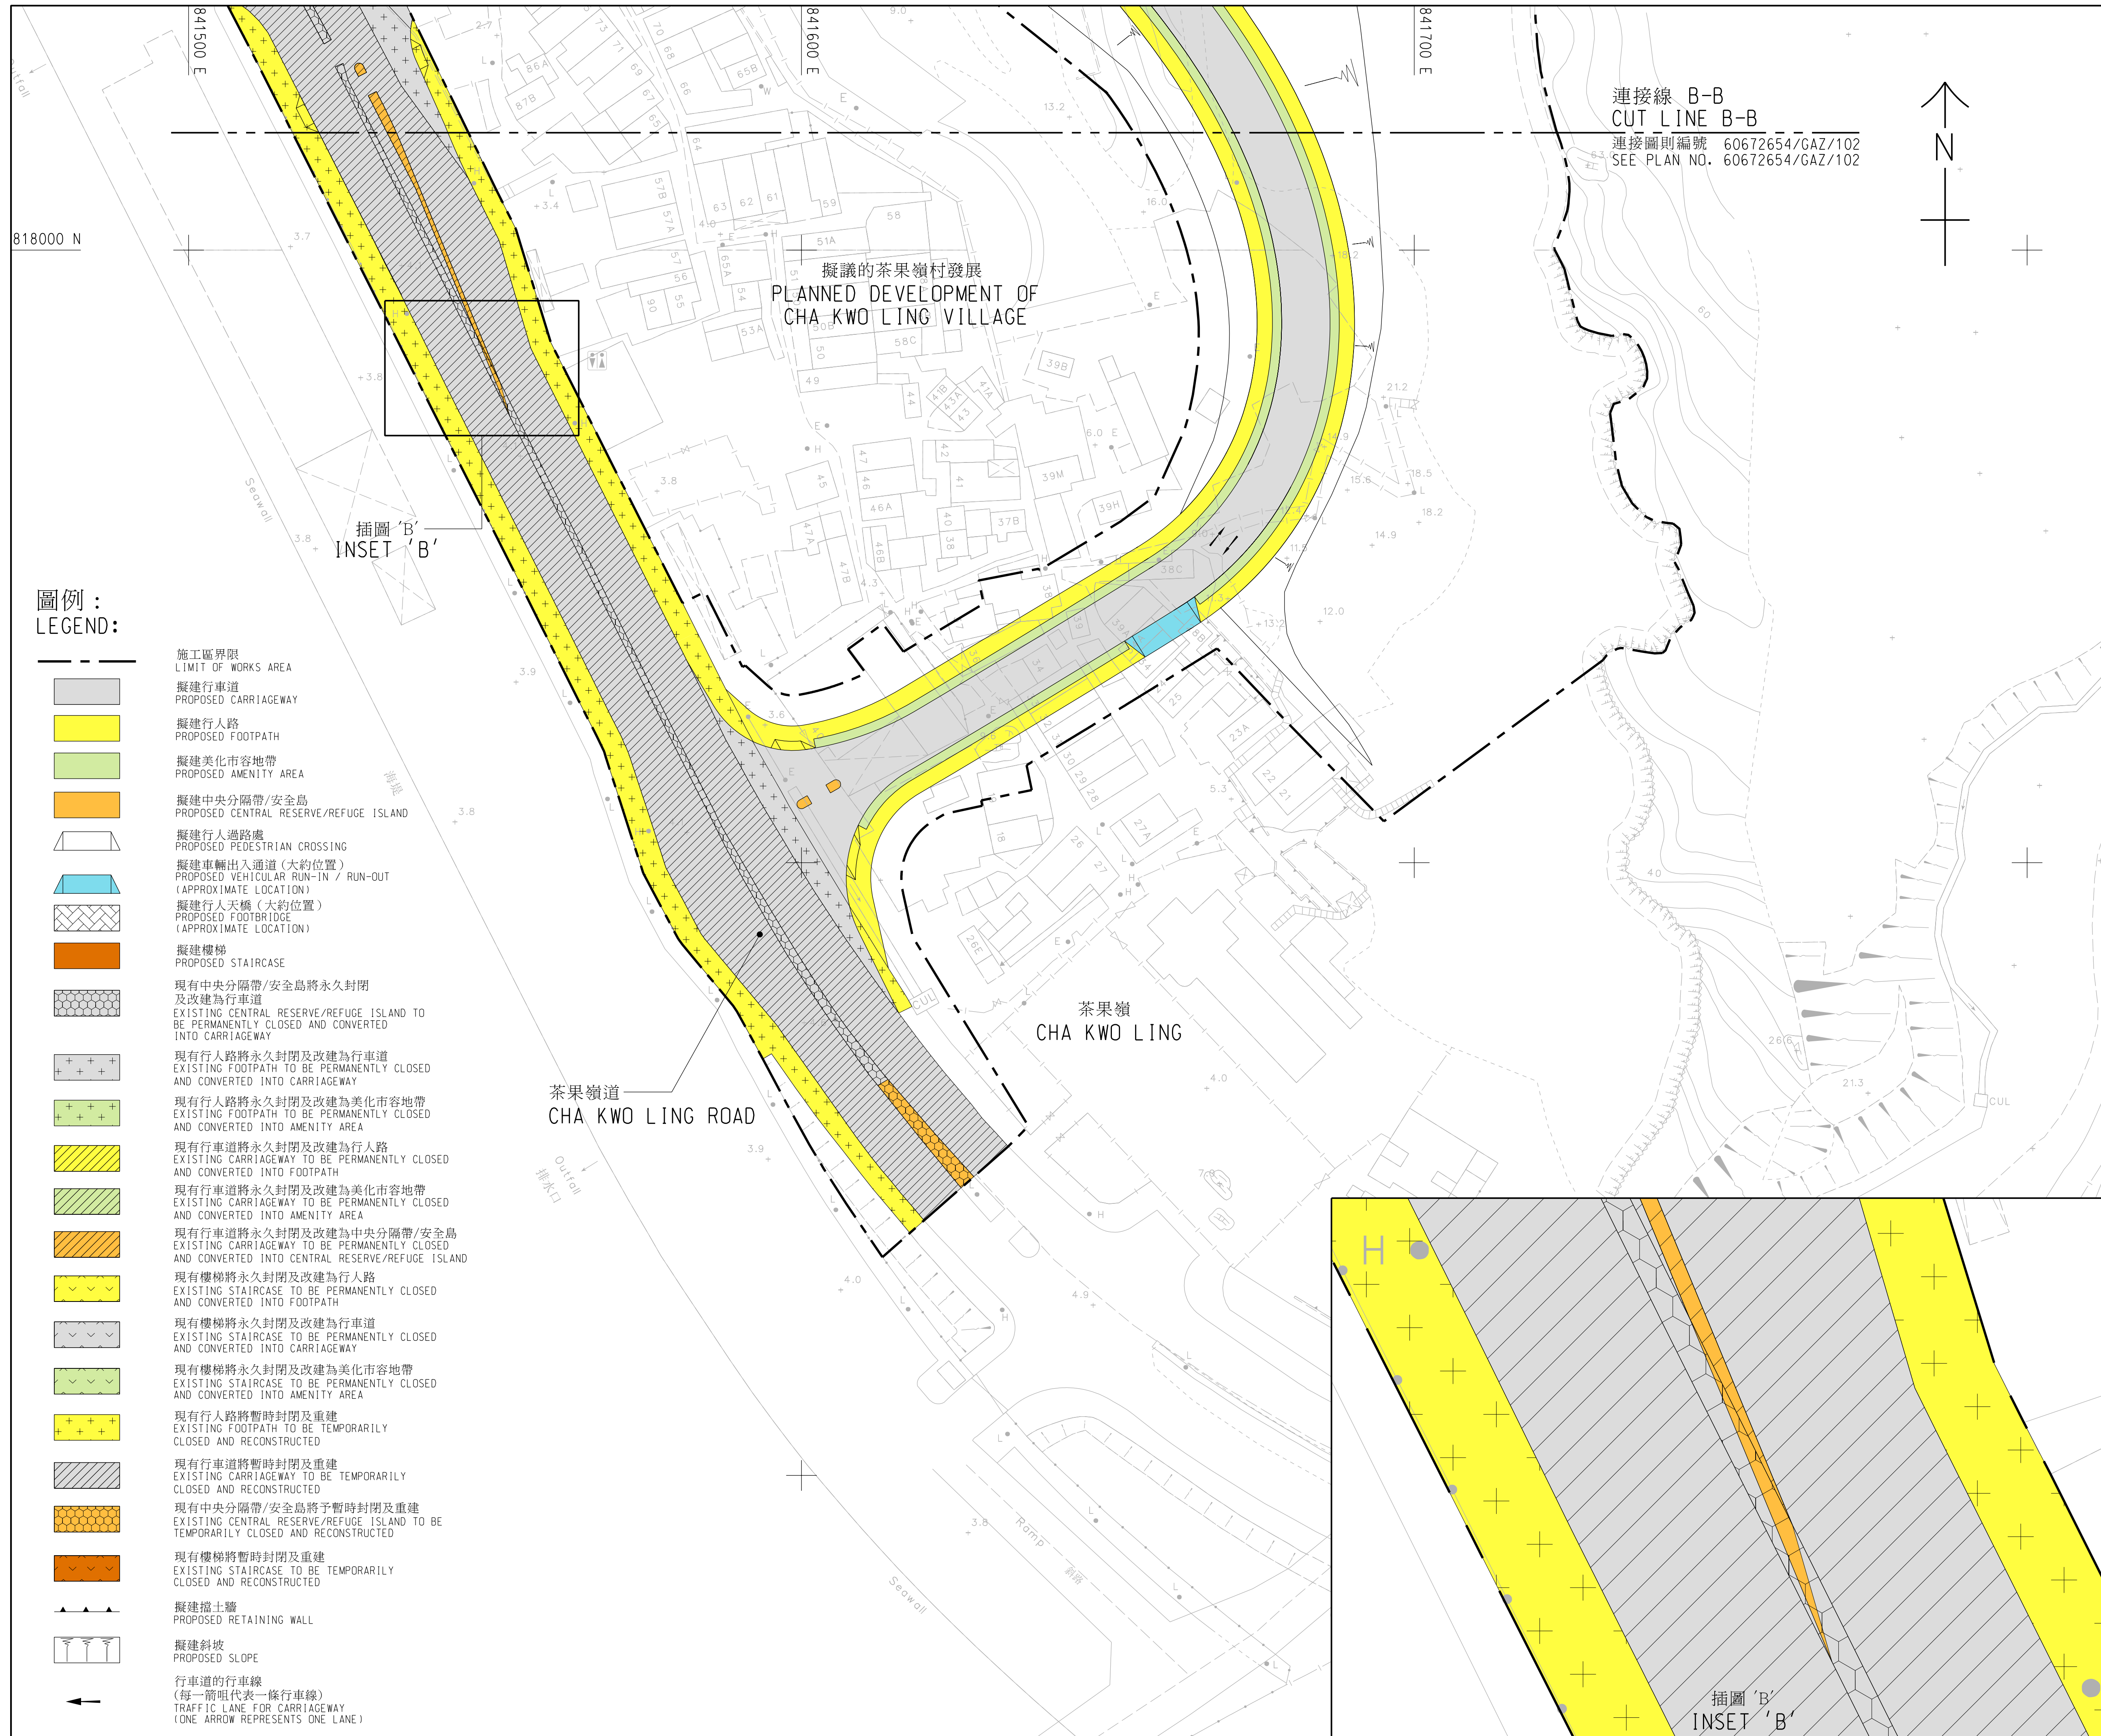 841500 E
841600 E
841700 E
818000 N
連接線 B-B
CUT LINE B-B
連接圖則編號 60672654/GAZ/102
SEE PLAN NO. 60672654/GAZ/102
N
擬議的茶果嶺村發展
PLANNED DEVELOPMENT OF
CHA KWO LING VILLAGE
插圖 'B'
INSET 'B'
茶果嶺道
CHA KWO LING ROAD
茶果嶺
CHA KWO LING
Outfall
Seawall
海堤
Outfall
排水口
Seawall
Ramp
斜路
CUL
CUL
圖例 :
LEGEND:
施工區界限
LIMIT OF WORKS AREA
擬建行車道
PROPOSED CARRIAGEWAY
擬建行人路
PROPOSED FOOTPATH
擬建美化市容地帶
PROPOSED AMENITY AREA
擬建中央分隔帶/安全島
PROPOSED CENTRAL RESERVE/REFUGE ISLAND
擬建行人過路處
PROPOSED PEDESTRIAN CROSSING
擬建車輛出入通道 (大約位置)
PROPOSED VEHICULAR RUN-IN / RUN-OUT
(APPROXIMATE LOCATION)
擬建行人天橋 (大約位置)
PROPOSED FOOTBRIDGE
(APPROXIMATE LOCATION)
擬建樓梯
PROPOSED STAIRCASE
現有中央分隔帶/安全島將永久封閉
及改建為行車道
EXISTING CENTRAL RESERVE/REFUGE ISLAND TO
BE PERMANENTLY CLOSED AND CONVERTED
INTO CARRIAGEWAY
現有行人路將永久封閉及改建為行車道
EXISTING FOOTPATH TO BE PERMANENTLY CLOSED
AND CONVERTED INTO CARRIAGEWAY
現有行人路將永久封閉及改建為美化市容地帶
EXISTING FOOTPATH TO BE PERMANENTLY CLOSED
AND CONVERTED INTO AMENITY AREA
現有行車道將永久封閉及改建為行人路
EXISTING CARRIAGEWAY TO BE PERMANENTLY CLOSED
AND CONVERTED INTO FOOTPATH
現有行車道將永久封閉及改建為美化市容地帶
EXISTING CARRIAGEWAY TO BE PERMANENTLY CLOSED
AND CONVERTED INTO AMENITY AREA
現有行車道將永久封閉及改建為中央分隔帶/安全島
EXISTING CARRIAGEWAY TO BE PERMANENTLY CLOSED
AND CONVERTED INTO CENTRAL RESERVE/REFUGE ISLAND
現有樓梯將永久封閉及改建為行人路
EXISTING STAIRCASE TO BE PERMANENTLY CLOSED
AND CONVERTED INTO FOOTPATH
現有樓梯將永久封閉及改建為行車道
EXISTING STAIRCASE TO BE PERMANENTLY CLOSED
AND CONVERTED INTO CARRIAGEWAY
現有樓梯將永久封閉及改建為美化市容地帶
EXISTING STAIRCASE TO BE PERMANENTLY CLOSED
AND CONVERTED INTO AMENITY AREA
現有行人路將暫時封閉及重建
EXISTING FOOTPATH TO BE TEMPORARILY
CLOSED AND RECONSTRUCTED
現有行車道將暫時封閉及重建
EXISTING CARRIAGEWAY TO BE TEMPORARILY
CLOSED AND RECONSTRUCTED
現有中央分隔帶/安全島將予暫時封閉及重建
EXISTING CENTRAL RESERVE/REFUGE ISLAND TO BE
TEMPORARILY CLOSED AND RECONSTRUCTED
現有樓梯將暫時封閉及重建
EXISTING STAIRCASE TO BE TEMPORARILY
CLOSED AND RECONSTRUCTED
擬建擋土牆
PROPOSED RETAINING WALL
擬建斜坡
PROPOSED SLOPE
行車道的行車線
(每一箭咀代表一條行車線)
TRAFFIC LANE FOR CARRIAGEWAY
(ONE ARROW REPRESENTS ONE LANE)
H
插圖 'B'
INSET 'B'